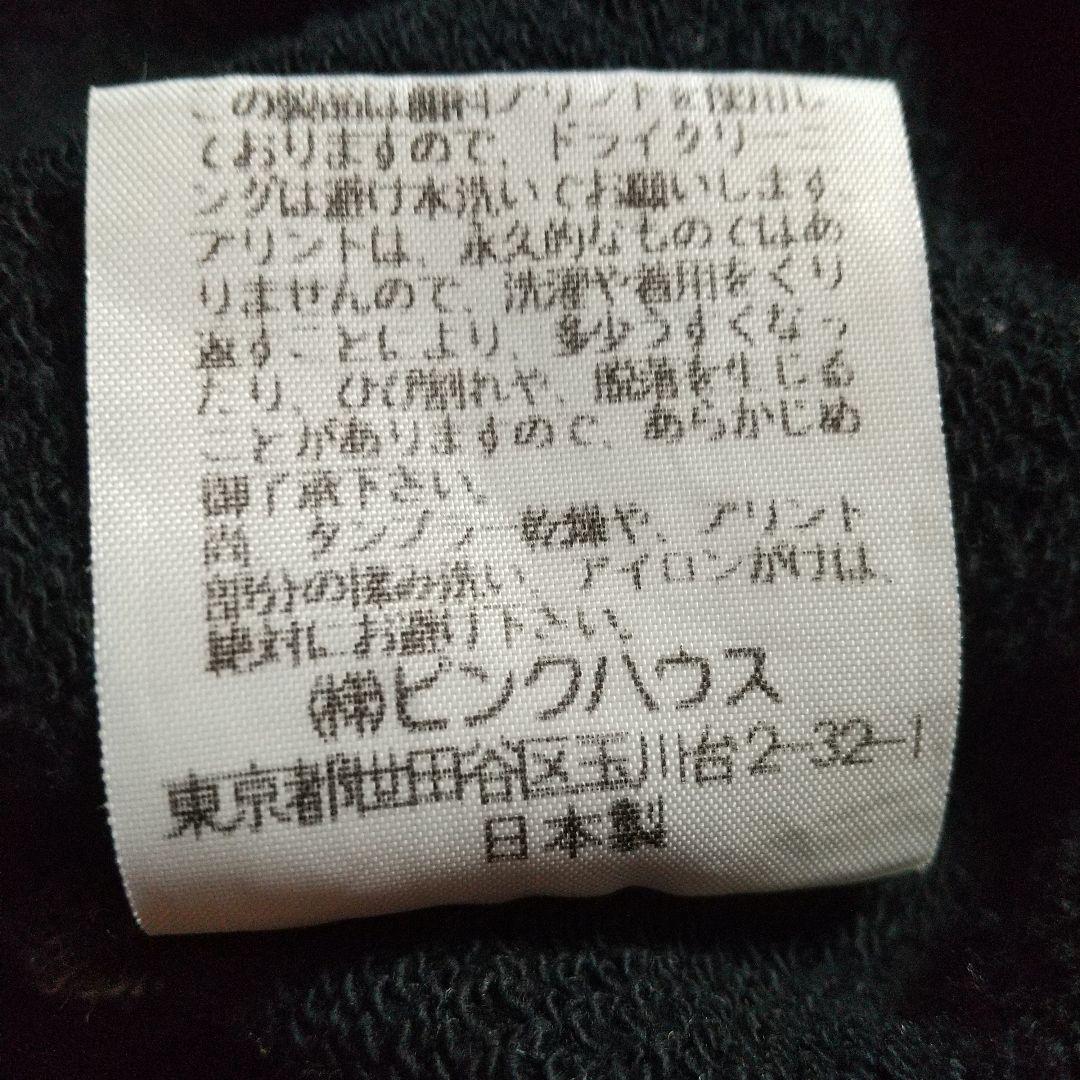 この製品は顔料プリントを使用し
ておりますので、ドライクリーニ
ングは避け水洗いでお願いします。
プリントは、永久的なものではあ
りませんので、洗濯や着用をくり
返すことにより、多少うすくなっ
たり、ひび割れや、脱落を生じる
ことがありますので、あらかじめ
御了承下さい。
尚、タンブラー乾燥や、プリント
部分の揉み洗い、アイロンがけは、
絶対にお避け下さい。
㈱ピンクハウス
東京都世田谷区玉川台2-32-1
日本製